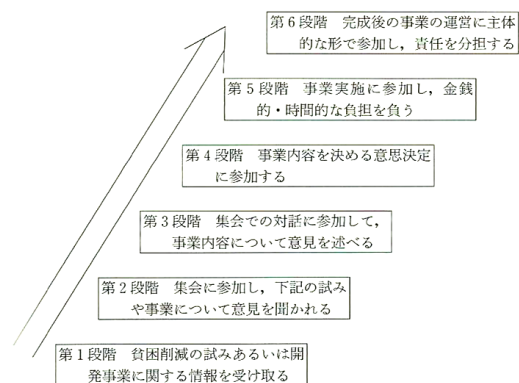 第6段階 完成後の事業の運営に主体
的な形で参加し，責任を分担する
第5段階 事業実施に参加し，金銭
的・時間的な負担を負う
第4段階 事業内容を決める意思決定
に参加する
第3段階 集会での対話に参加して，
事業内容について意見を述べる
第2段階 集会に参加し，下記の試み
や事業について意見を聞かれる
第1段階 貧困削減の試みあるいは開
発事業に関する情報を受け取る